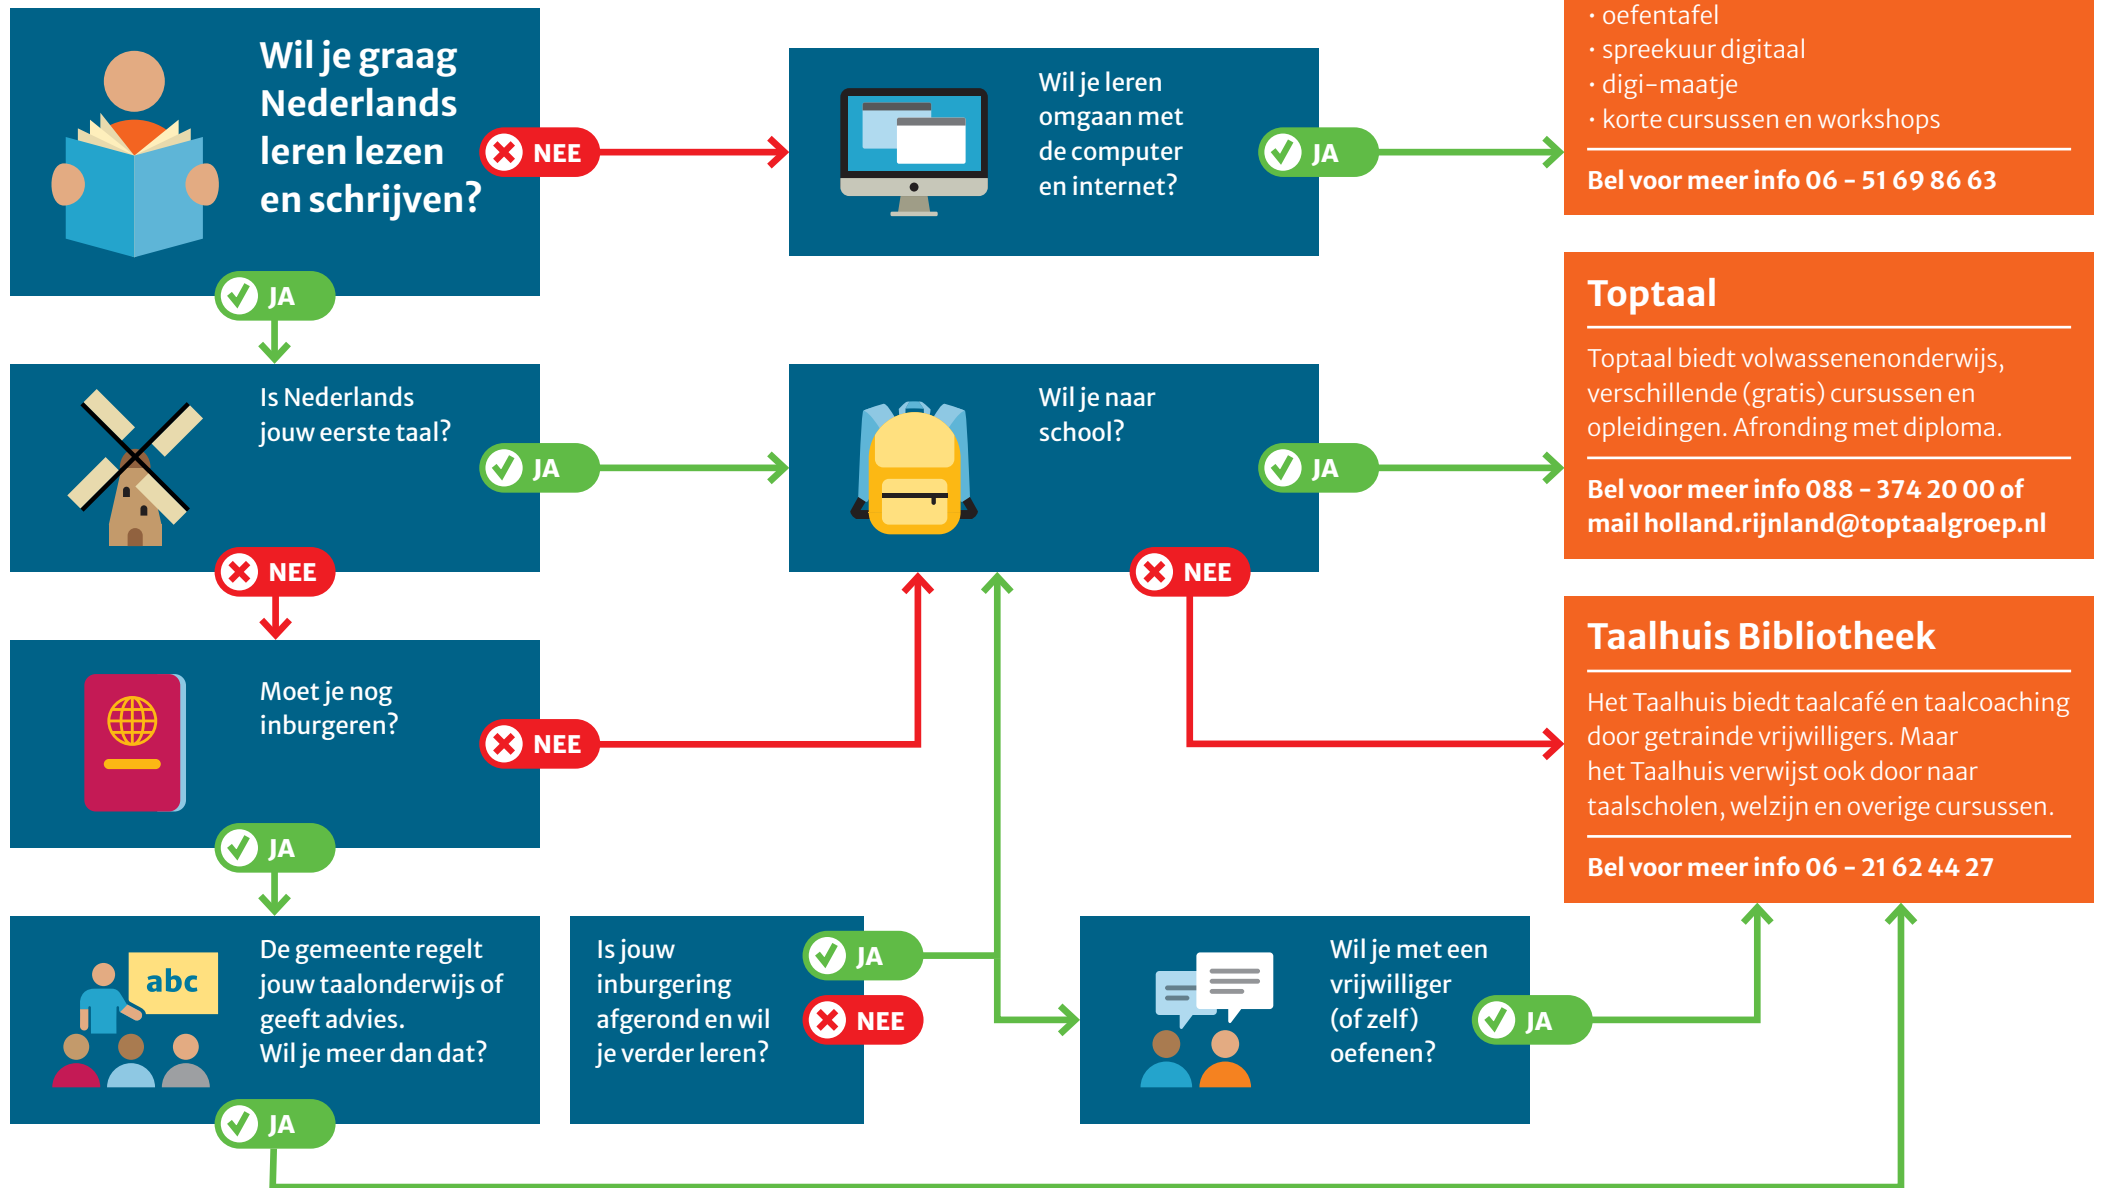 Wil je graag
Nederlands
leren lezen
en schrijven?
NEE
JA
Wil je leren
omgaan met
de computer
en internet?
JA
· oefentafel
· spreekuur digitaal
· digi-maatje
· korte cursussen en workshops
Bel voor meer info 06 – 51 69 86 63
Is Nederlands
jouw eerste taal?
JA
NEE
Wil je naar
school?
JA
NEE
Toptaal
Toptaal biedt volwassenenonderwijs,
verschillende (gratis) cursussen en
opleidingen. Afronding met diploma.
Bel voor meer info 088 – 374 20 00 of
mail holland.rijnland@toptaalgroep.nl
Moet je nog
inburgeren?
NEE
JA
Taalhuis Bibliotheek
Het Taalhuis biedt taalcafé en taalcoaching
door getrainde vrijwilligers. Maar
het Taalhuis verwijst ook door naar
taalscholen, welzijn en overige cursussen.
Bel voor meer info 06 – 21 62 44 27
abc
De gemeente regelt
jouw taalonderwijs of
geeft advies.
Wil je meer dan dat?
JA
Is jouw
inburgering
afgerond en wil
je verder leren?
JA
NEE
Wil je met een
vrijwilliger
(of zelf)
oefenen?
JA